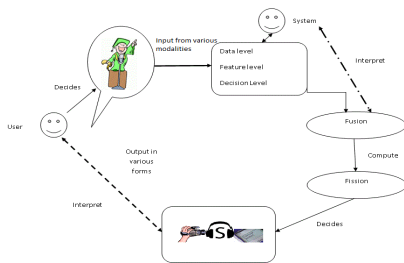 System
Input from various
modalities
Data level
Feature level
Decision Level
Interpret
Decides
User
Fusion
Output in
various
forms
Compute
Fission
Interpret
Decides
S